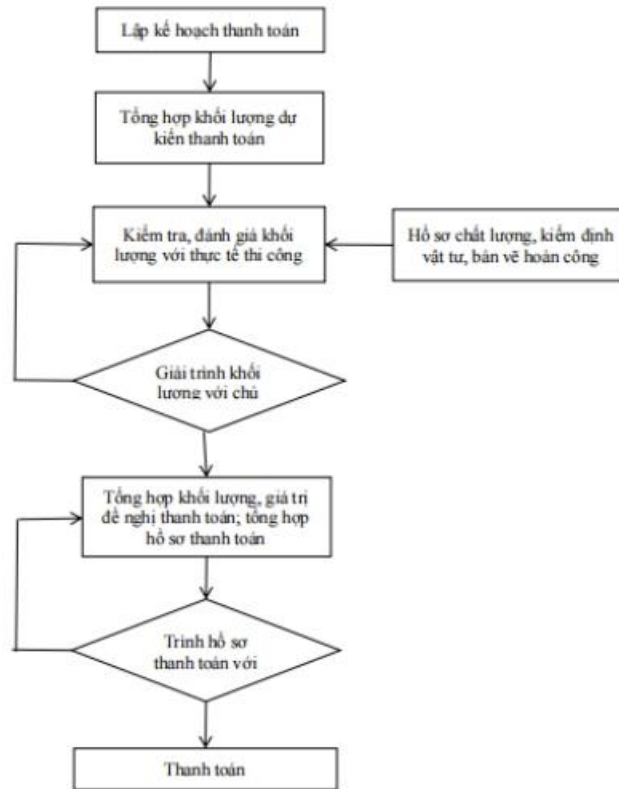 Lập kế hoạch thanh toán
Tổng hợp khối lượng dự
kiến thanh toán
Kiểm tra, đánh giá khối
lượng với thực tế thi công
Hồ sơ chất lượng, kiểm định
vật tư, bản vẽ hoàn công
Giải trình khối
lượng với chủ
Tổng hợp khối lượng, giá trị
đề nghị thanh toán; tổng hợp
hồ sơ thanh toán
Trình hồ sơ
thanh toán với
Thanh toán